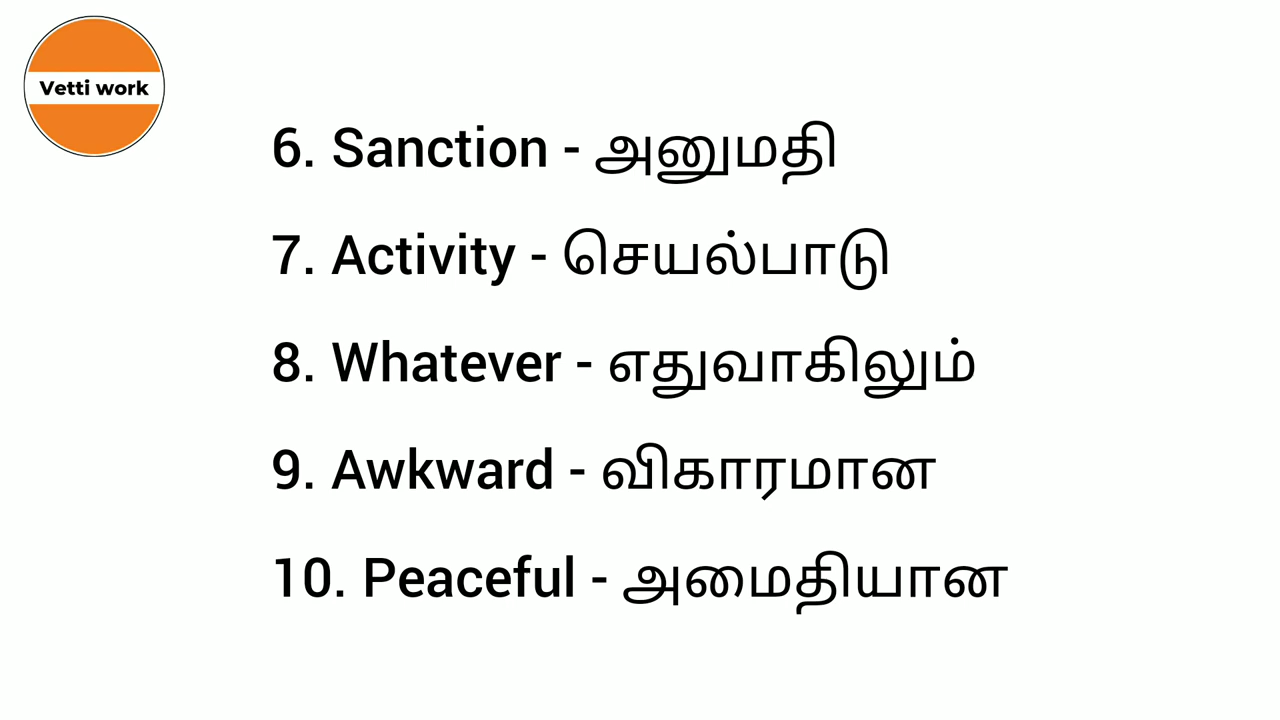 Vetti work
6. Sanction - அனுமதி
7. Activity - செயல்பாடு
8. Whatever - எதுவாகிலும்
9. Awkward - விகாரமான
10. Peaceful - அமைதியான